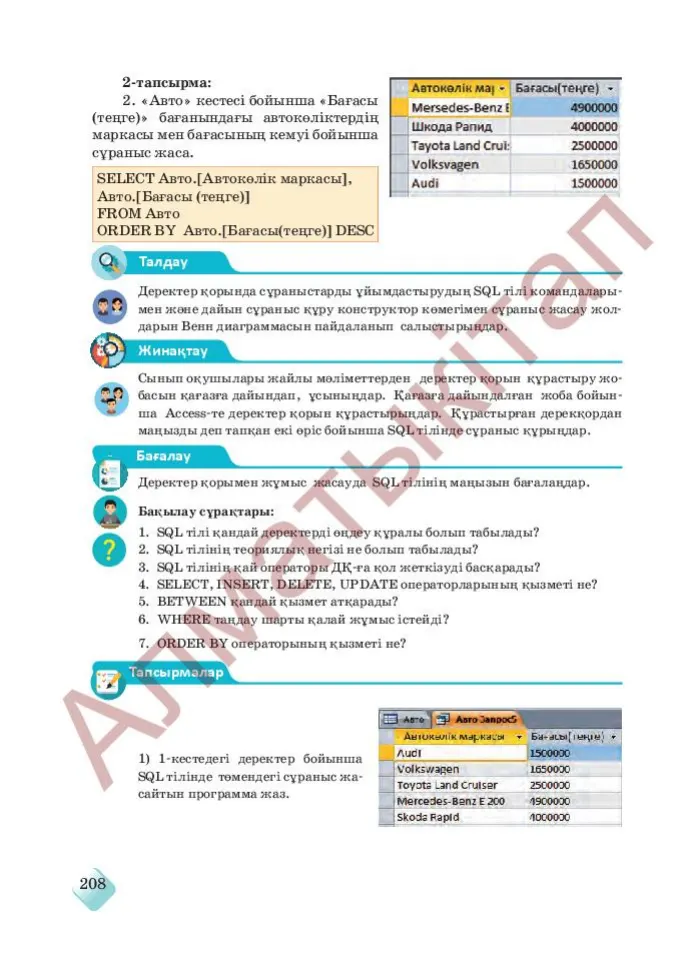 2-тапсырма:
2. «Авто» кестесі бойынша «Бағасы
(теңге)» бағанындағы автокөліктердің
маркасы мен бағасының кемуі бойынша
сұраныс жаса.
Автокөлік мај Бағасы(теңге)
Mersedes-Benz E 4900000
Шкода Рапид 4000000
Tayota Land Crui: 2500000
Volksvagen 1650000
Audi 1500000
SELECT Авто.[Автокөлік маркасы],
Авто.[Бағасы (теңге)]
FROM Авто
ORDER BY Авто.[Бағасы(теңге)] DESC
Талдау
Деректер қорында сұраныстарды ұйымдастырудың SQL тілі командалары-
мен және дайын сұраныс құру конструктор көмегімен сұраныс жасау жол-
дарын Венн диаграммасын пайдаланып салыстырыңдар.
Жинақтау
Сынып оқушылары жайлы мәліметтерден деректер қорын құрастыру жо-
басын қағазға дайындап, ұсыныңдар. Қағазға дайындалған жоба бойын-
ша Access-те деректер қорын құрастырыңдар. Құрастырған дерекқордан
маңызды деп тапқан екі өріс бойынша SQL тілінде сұраныс құрыңдар.
Бағалау
Деректер қорымен жұмыс жасауда SQL тілінің маңызын бағалаңдар.
Бақылау сұрақтары:
1. SQL тілі қандай деректерді өңдеу құралы болып табылады?
2. SQL тілінің теориялық негізі не болып табылады?
3. SQL тілінің қай операторы ДҚ-ға қол жеткізуді басқарады?
4. SELECT, INSERT, DELETE, UPDATE операторларының қызметі не?
5. BETWEEN қандай қызмет атқарады?
6. WHERE таңдау шарты қалай жұмыс істейді?
7. ORDER BY операторының қызметі не?
Тапсырмалар
1) 1-кестедегі деректер бойынша
SQL тілінде төмендегі сұраныс жа-
сайтын программа жаз.
Авто Авто Запрос5
Автокөлік маркасы Бағасы(теңге)
Audi 1500000
Volkswagen 1650000
Toyota Land Cruiser 2500000
Mercedes-Benz E 200 4900000
Skoda Rapid 4000000
208
Алматыкітап